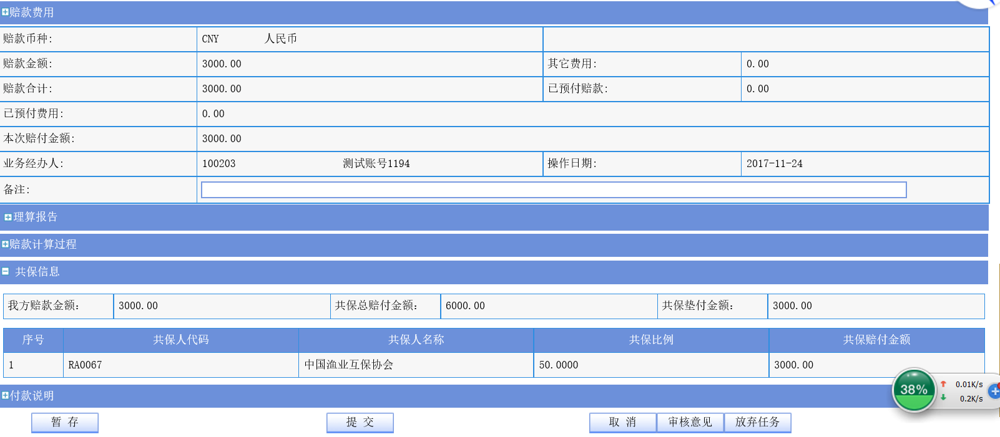 赔款费用
赔款币种: CNY 人民币
赔款金额: 3000.00 其它费用: 0.00
赔款合计: 3000.00 已预付赔款: 0.00
已预付费用: 0.00
本次赔付金额: 3000.00
业务经办人: 100203 测试账号1194 操作日期: 2017-11-24
备注:
理算报告
赔款计算过程
共保信息
我方赔款金额: 3000.00 共保总赔付金额: 6000.00 共保垫付金额: 3000.00
序号 共保人代码 共保人名称 共保比例 共保赔付金额
1 RA0067 中国渔业互保协会 50.0000 3000.00
付款说明
38% 0.01K/s
0.2K/s
暂 存 提 交 取 消 审核意见 放弃任务